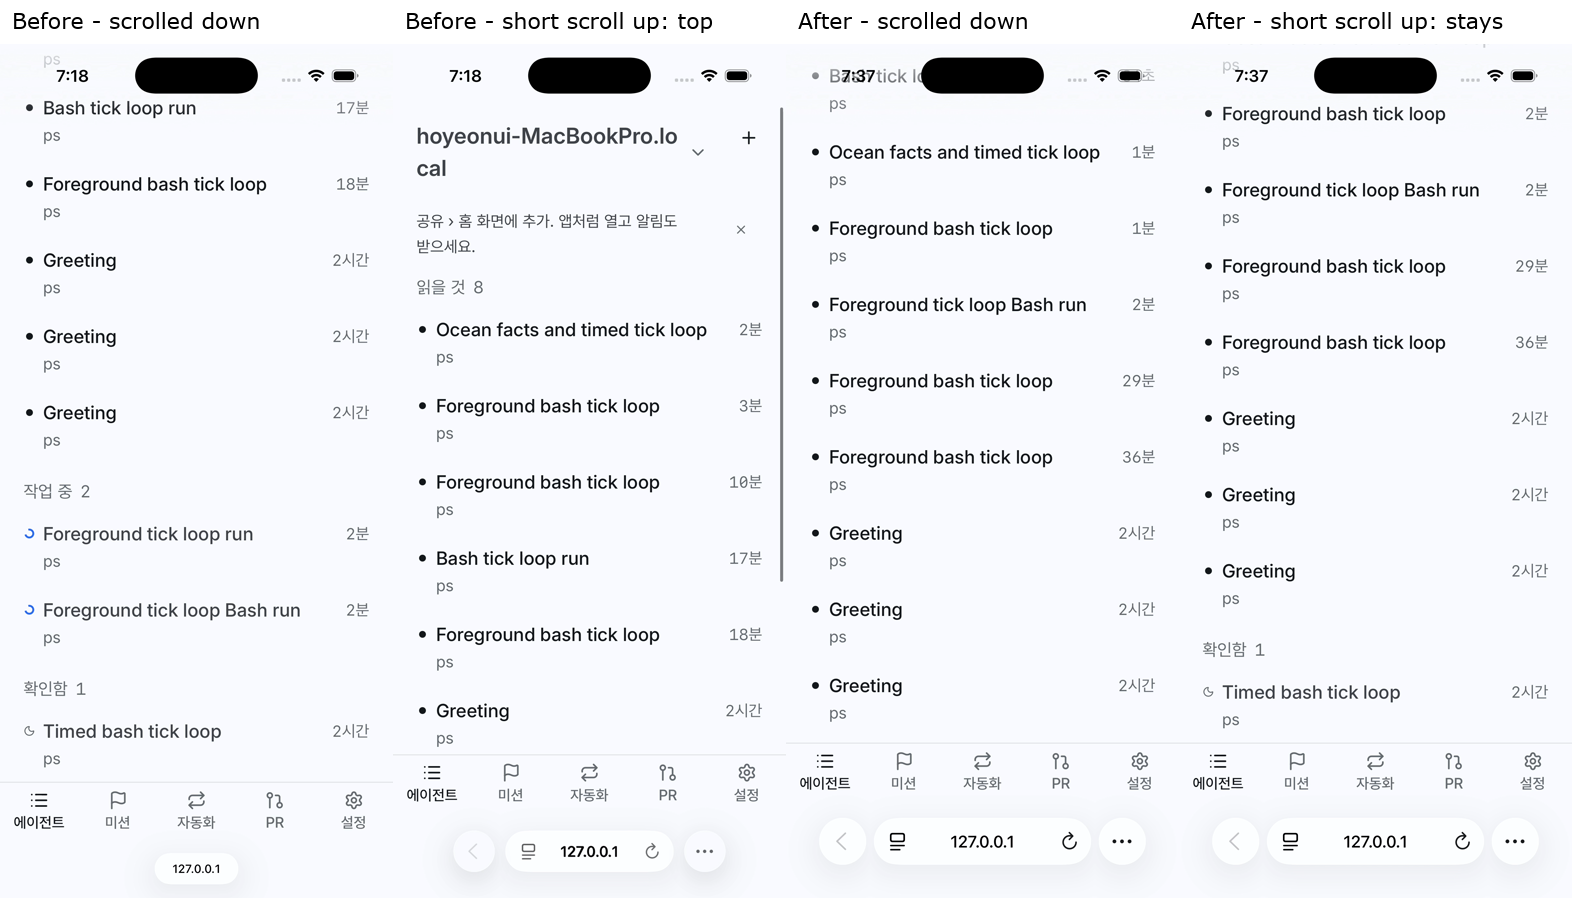 Before - scrolled down
ps
7:18
Bash tick loop run 17분
ps
Foreground bash tick loop 18분
ps
Greeting 2시간
ps
Greeting 2시간
ps
Greeting 2시간
ps
작업 중 2
Foreground tick loop run 2분
ps
Foreground tick loop Bash run 2분
ps
확인함 1
Timed bash tick loop 2시간
ps
에이전트 미션 자동화 PR 설정
127.0.0.1
Before - short scroll up: top
7:18
hoyeonui-MacBookPro.lo
cal
공유 › 홈 화면에 추가. 앱처럼 열고 알림도
받으세요.
읽을 것 8
Ocean facts and timed tick loop 2분
ps
Foreground bash tick loop 3분
ps
Foreground bash tick loop 10분
ps
Bash tick loop run 17분
ps
Foreground bash tick loop 18분
ps
Greeting 2시간
ps
에이전트 미션 자동화 PR 설정
127.0.0.1
After - scrolled down
7:37
Bash tick lo 초
ps
Ocean facts and timed tick loop 1분
ps
Foreground bash tick loop 1분
ps
Foreground tick loop Bash run 2분
ps
Foreground bash tick loop 29분
ps
Foreground bash tick loop 36분
ps
Greeting 2시간
ps
Greeting 2시간
ps
Greeting 2시간
ps
에이전트 미션 자동화 PR 설정
127.0.0.1
After - short scroll up: stays
ps
7:37
Foreground bash tick loop 2분
ps
Foreground tick loop Bash run 2분
ps
Foreground bash tick loop 29분
ps
Foreground bash tick loop 36분
ps
Greeting 2시간
ps
Greeting 2시간
ps
Greeting 2시간
ps
확인함 1
Timed bash tick loop 2시간
ps
에이전트 미션 자동화 PR 설정
127.0.0.1